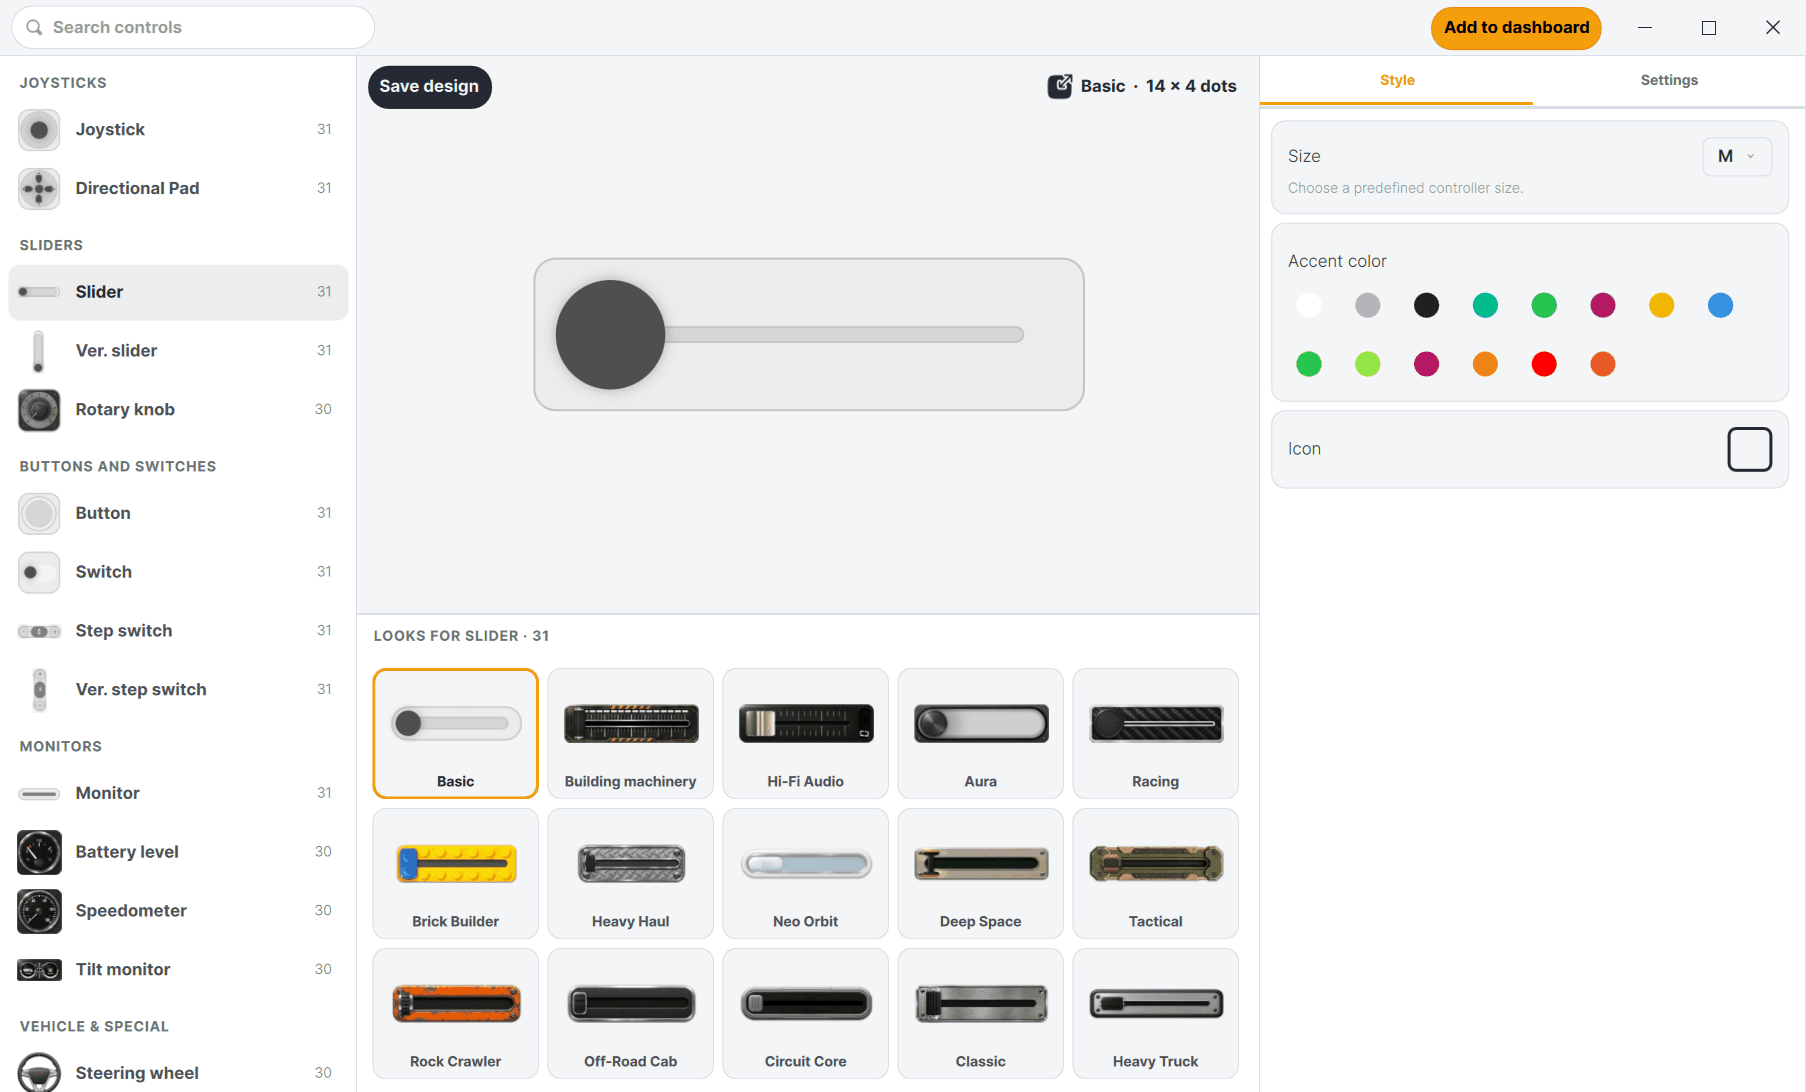 Search controls
Add to dashboard
JOYSTICKS
Joystick 31
Directional Pad 31
SLIDERS
Slider 31
Ver. slider 31
Rotary knob 30
BUTTONS AND SWITCHES
Button 31
Switch 31
Step switch 31
Ver. step switch 31
MONITORS
Monitor 31
Battery level 30
Speedometer 30
Tilt monitor 30
VEHICLE & SPECIAL
Steering wheel 30
Save design
Basic · 14 × 4 dots
LOOKS FOR SLIDER · 31
Basic
Building machinery
Hi-Fi Audio
Aura
Racing
Brick Builder
Heavy Haul
Neo Orbit
Deep Space
Tactical
Rock Crawler
Off-Road Cab
Circuit Core
Classic
Heavy Truck
Style
Settings
Size
M
Choose a predefined controller size.
Accent color
Icon